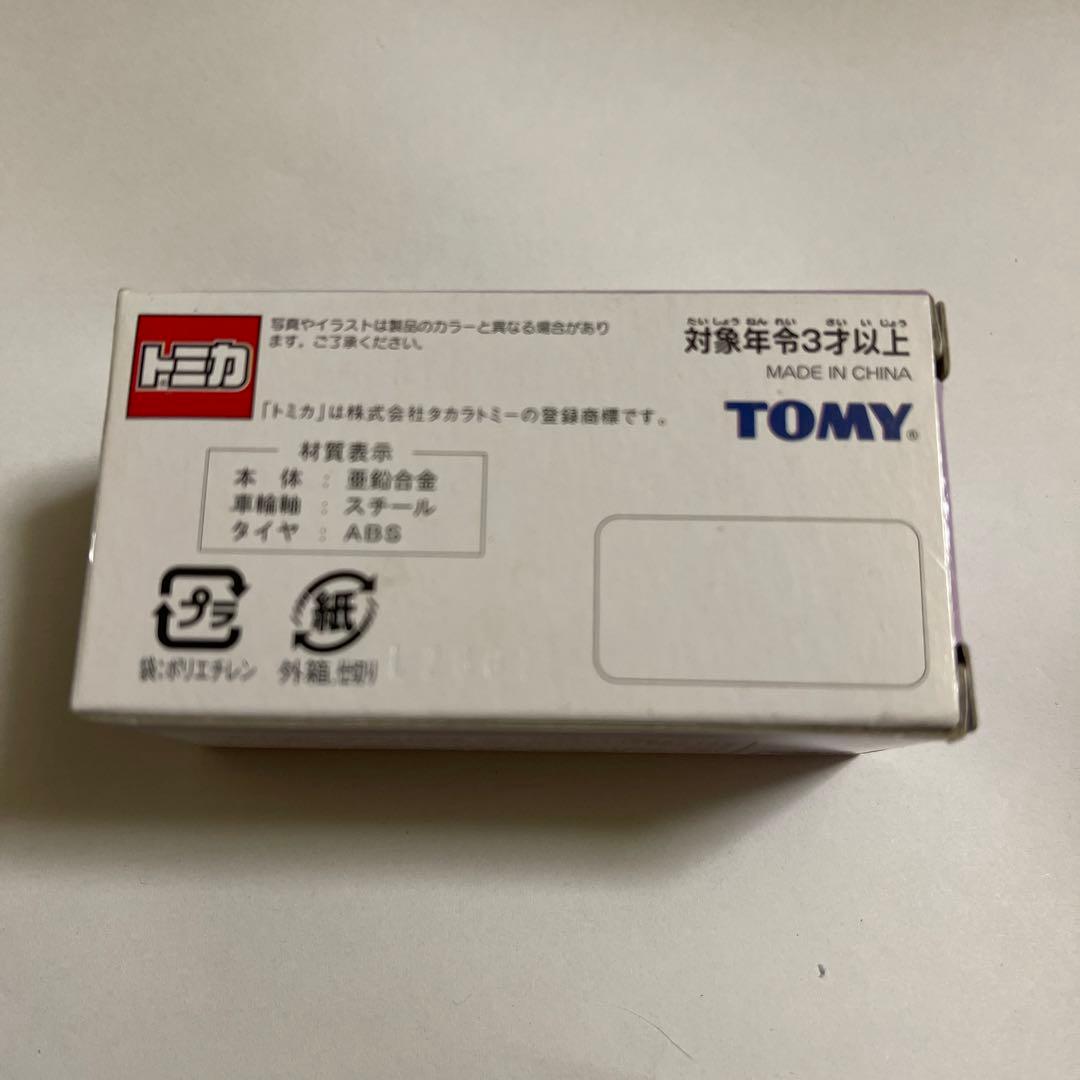 トミカ®
写真やイラストは製品のカラーと異なる場合があり
ます。ご了承ください。
「トミカ」は株式会社タカラトミーの登録商標です。
たいしょう ねん れい さい い じょう
対象年令3才以上
MADE IN CHINA
TOMY®
材質表示
本 体 : 亜鉛合金
車輪軸 : スチール
タイヤ : ABS
プラ
袋:ポリエチレン
紙
外箱、仕切り